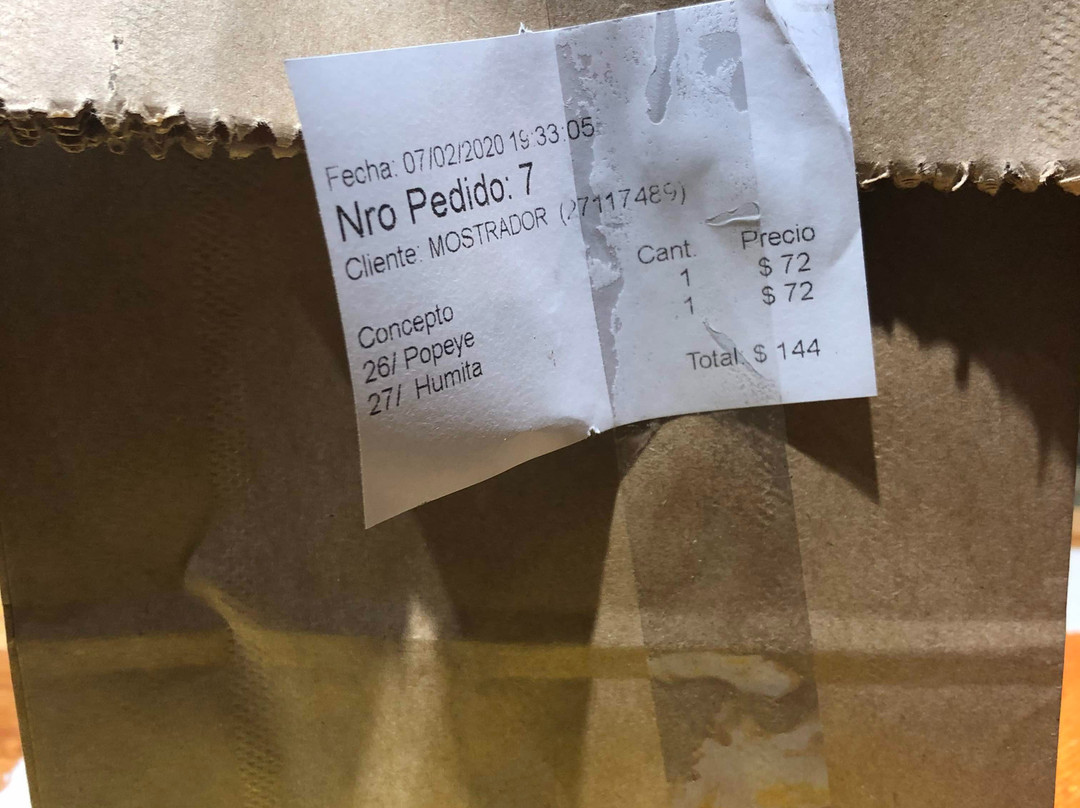 Fecha: 07/02/2020 19:33:05
Nro Pedido: 7
Cliente: MOSTRADOR (27117489)
Concepto Cant. Precio
26/ Popeye 1 $ 72
27/ Humita 1 $ 72
Total: $ 144